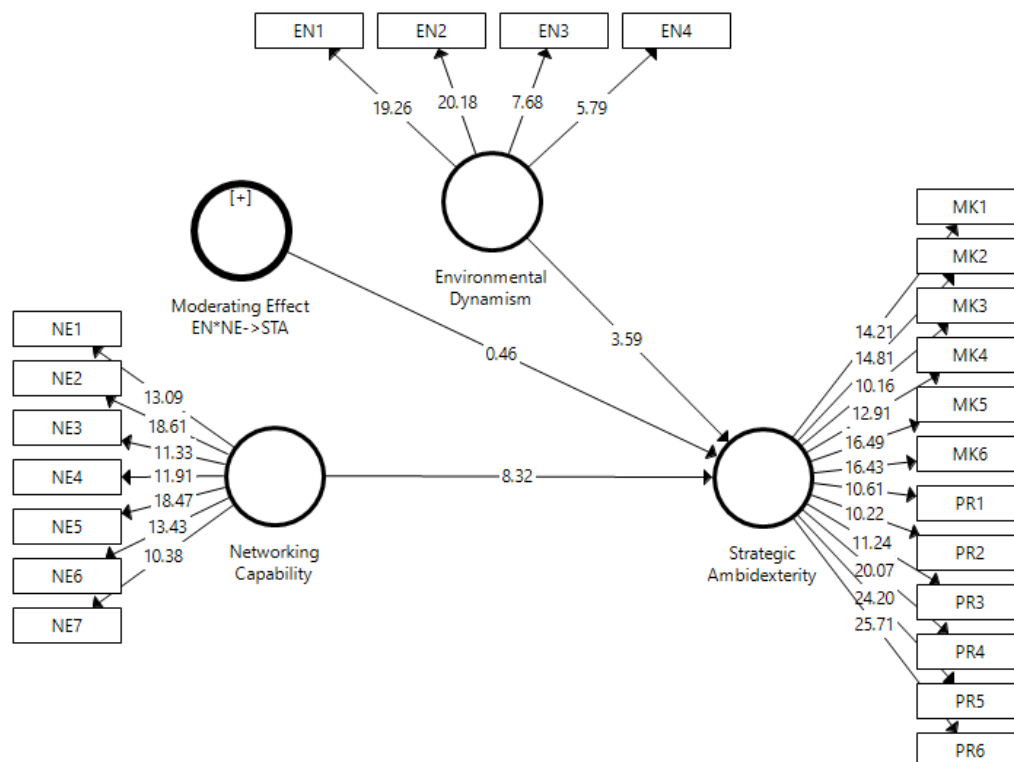 EN1 EN2 EN3 EN4
19.26 20.18 7.68 5.79
[+]
Moderating Effect
EN*NE->STA
Environmental
Dynamism
3.59
0.46
NE1
NE2
NE3
NE4
NE5
NE6
NE7
13.09
18.61
11.33
11.91
18.47
13.43
10.38
Networking
Capability
8.32
Strategic
Ambidexterity
14.21
14.81
10.16
12.91
16.49
16.43
10.61
10.22
11.24
20.07
24.20
25.71
MK1
MK2
MK3
MK4
MK5
MK6
PR1
PR2
PR3
PR4
PR5
PR6